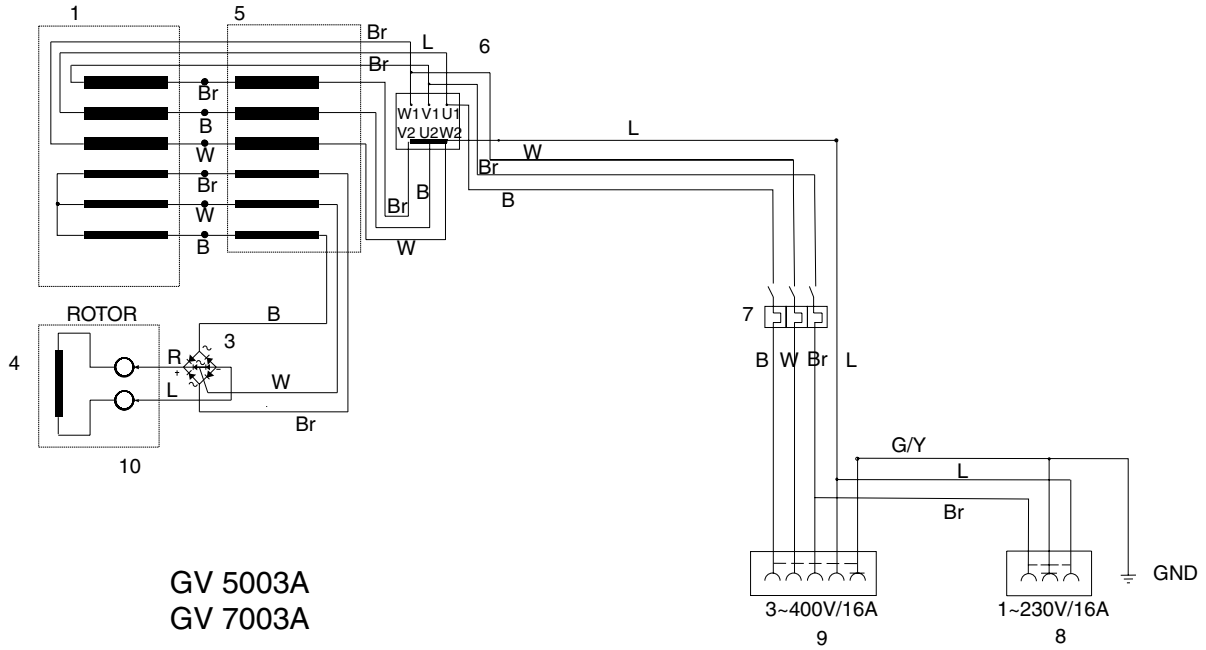 1
5
Br
L
6
Br
Br
B
W
Br
W
B
W1 V1 U1
V2 U2 W2
L
W
Br
B
B
Br
W
ROTOR
B
3
4
R
~
~
~
+
-
L
W
Br
10
7
B W Br L
G/Y
L
Br
GND
3~400V/16A
1~230V/16A
9
8
GV 5003A
GV 7003A